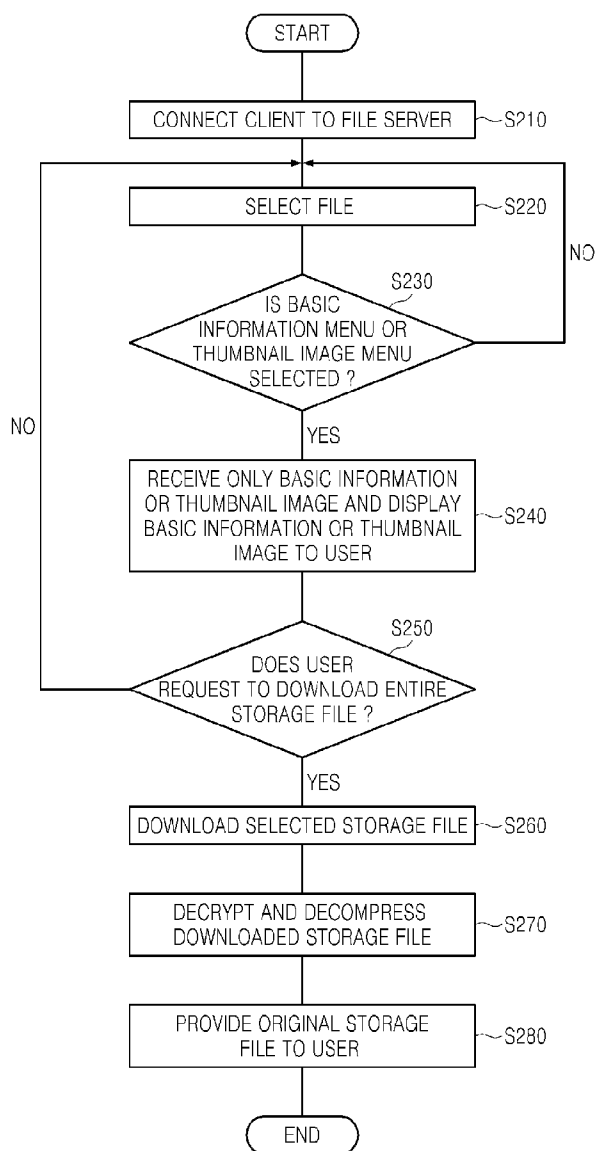 START
CONNECT CLIENT TO FILE SERVER
S210
SELECT FILE
S220
NO
S230
IS BASIC
INFORMATION MENU OR
THUMBNAIL IMAGE MENU
SELECTED ?
NO
YES
RECEIVE ONLY BASIC INFORMATION
OR THUMBNAIL IMAGE AND DISPLAY
BASIC INFORMATION OR THUMBNAIL
IMAGE TO USER
S240
S250
DOES USER
REQUEST TO DOWNLOAD ENTIRE
STORAGE FILE ?
YES
DOWNLOAD SELECTED STORAGE FILE
S260
DECRYPT AND DECOMPRESS
DOWNLOADED STORAGE FILE
S270
PROVIDE ORIGINAL STORAGE
FILE TO USER
S280
END